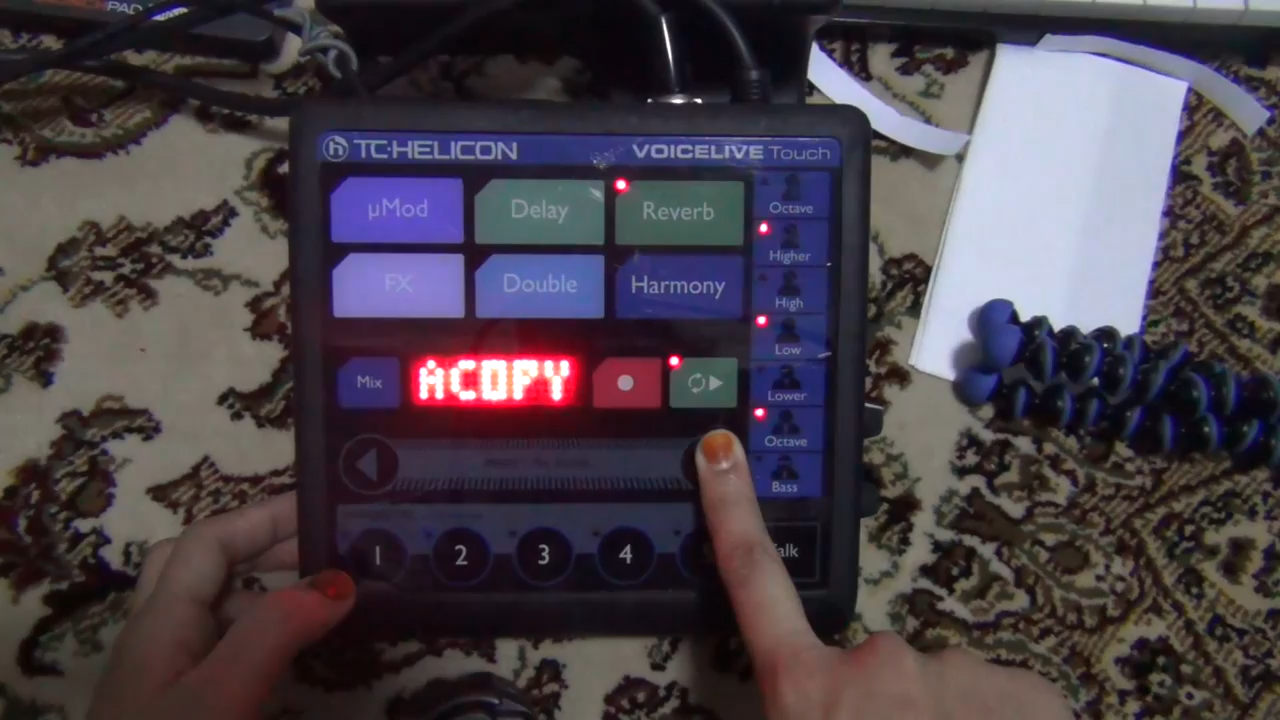 TC·HELICON
VOICELIVE Touch
µMod
Delay
Reverb
Octave
Higher
FX
Double
Harmony
High
Low
Mix
ACOPY
Lower
Octave
Bass
1
2
3
4
alk